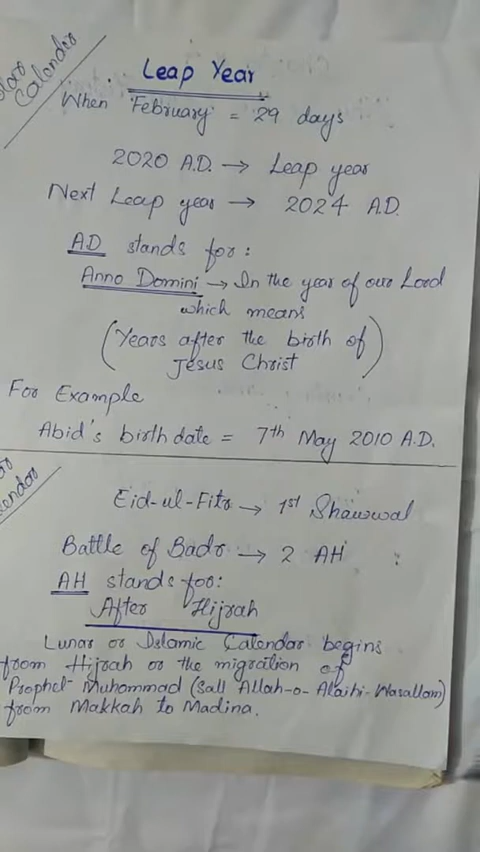 Calendar
Leap Year
When February = 29 days
2020 A.D. → Leap year
Next Leap year → 2024 A.D.
AD stands for:
Anno Domini → In the year of our Lord
which means
(Years after the birth of
Jesus Christ)
For Example
Abid's birth date = 7th May 2010 A.D.
Eid-ul-Fitr → 1st Shawwal
Battle of Badr → 2 AH
AH stands for:
After Hijrah
Lunar or Islamic Calendar begins
from Hijrah or the migration of
Prophet Muhammad (Sall Allah-o-Alaihi-Wasallam)
from Makkah to Madina.